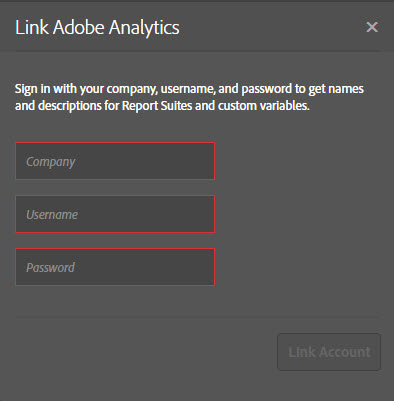 Link Adobe Analytics
Sign in with your company, username, and password to get names
and descriptions for Report Suites and custom variables.
Company
Username
Password
Link Account